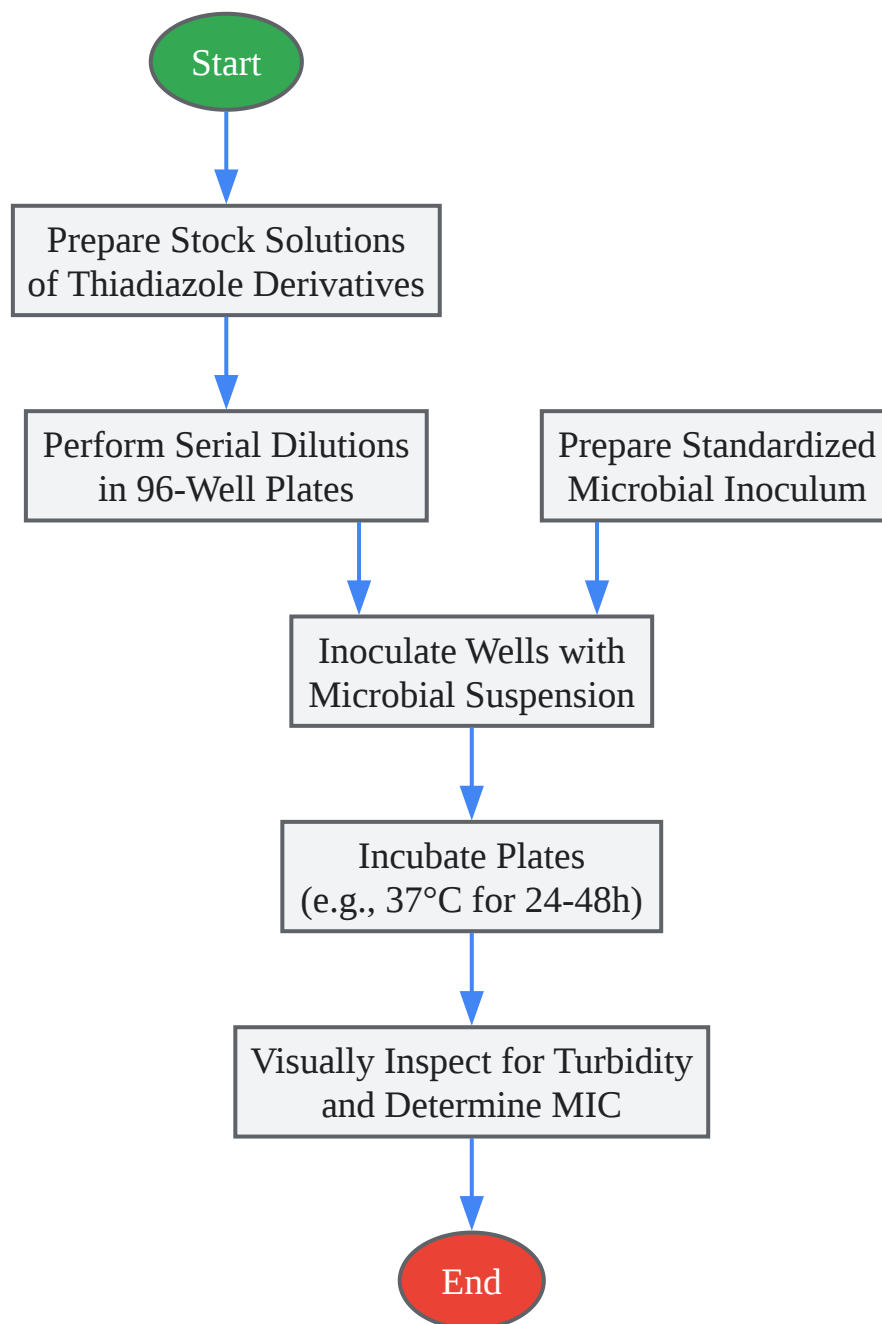 Start
Prepare Stock Solutions
of Thiadiazole Derivatives
Perform Serial Dilutions
in 96-Well Plates
Prepare Standardized
Microbial Inoculum
Inoculate Wells with
Microbial Suspension
Incubate Plates
(e.g., 37°C for 24-48h)
Visually Inspect for Turbidity
and Determine MIC
End